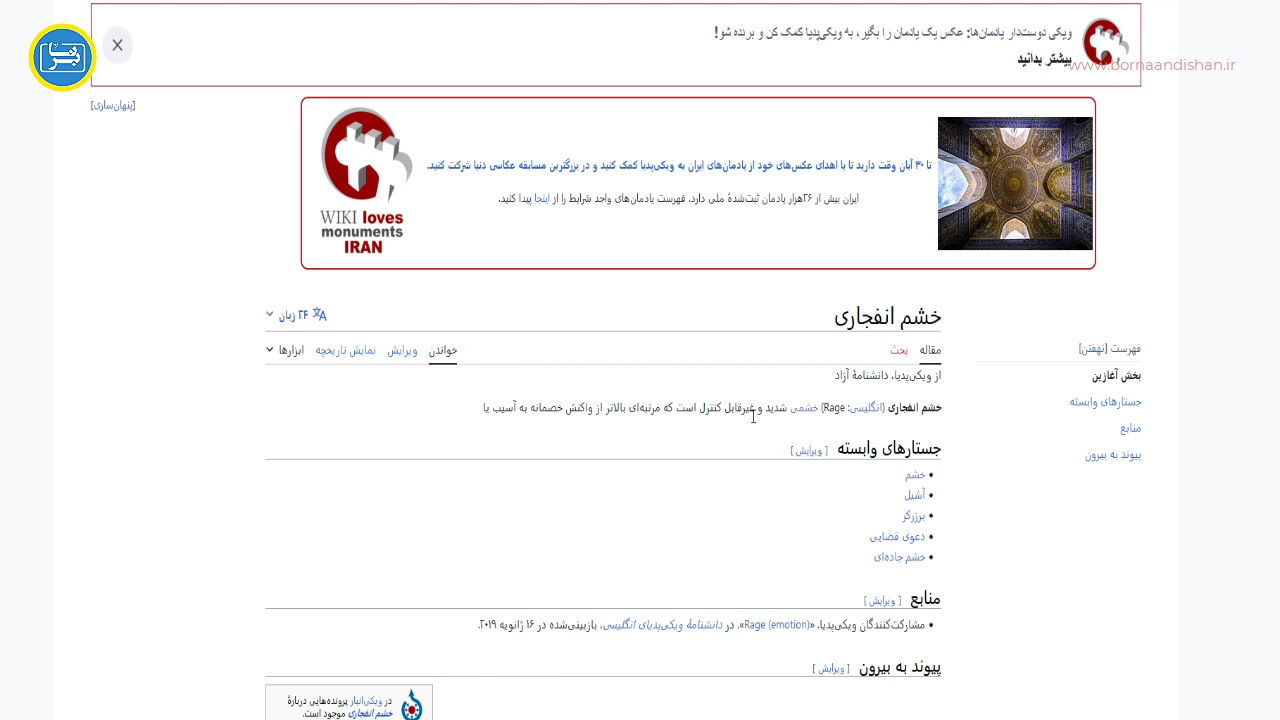 ویکی دوست‌دار یادمان‌ها: عکس یک یادمان را بگیر، به ویکی‌پدیا کمک کن و برنده شو!
بیشتر بدانید
www.bornaandishan.ir
برنا
[پنهان‌سازی]
تا ۳۰ آبان وقت دارید تا با اهدای عکس‌های خود از یادمان‌های ایران به ویکی‌پدیا کمک کنید و در بزرگترین مسابقه عکاسی دنیا شرکت کنید.
ایران بیش از ۲۶هزار یادمان ثبت‌شدهٔ ملی دارد. فهرست یادمان‌های واجد شرایط را از اینجا پیدا کنید.
WIKI loves
monuments
IRAN
خشم انفجاری
۲۶ زبان
فهرست [نهفتن]
بخش آغازین
جستارهای وابسته
منابع
پیوند به بیرون
مقاله بحث
خواندن ویرایش نمایش تاریخچه ابزارها
از ویکی‌پدیا، دانشنامهٔ آزاد
خشم انفجاری (انگلیسی: Rage) خشمی شدید و غیرقابل کنترل است که مرتبه‌ای بالاتر از واکنش خصمانه به آسیب یا
جستارهای وابسته [ ویرایش ]
• خشم
• آشیل
• برزرکر
• دعوی قضایی
• خشم جاده‌ای
منابع [ ویرایش ]
• مشارکت‌کنندگان ویکی‌پدیا. «Rage (emotion)». در دانشنامهٔ ویکی‌پدیای انگلیسی، بازبینی‌شده در ۱۶ ژانویه ۲۰۱۹.
پیوند به بیرون [ ویرایش ]
در ویکی‌انبار پرونده‌هایی دربارهٔ
خشم انفجاری موجود است.